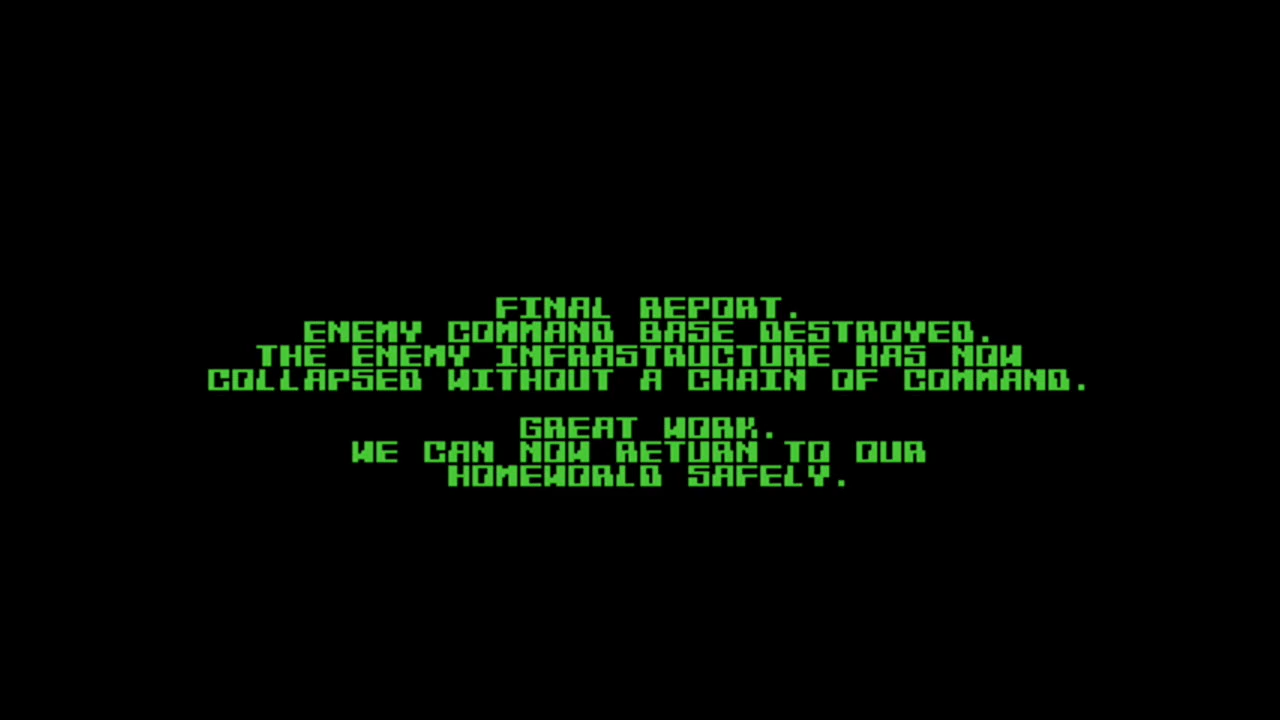 FINAL REPORT.
ENEMY COMMAND BASE DESTROYED.
THE ENEMY INFRASTRUCTURE HAS NOW
COLLAPSED WITHOUT A CHAIN OF COMMAND.
GREAT WORK.
WE CAN NOW RETURN TO OUR
HOMEWORLD SAFELY.